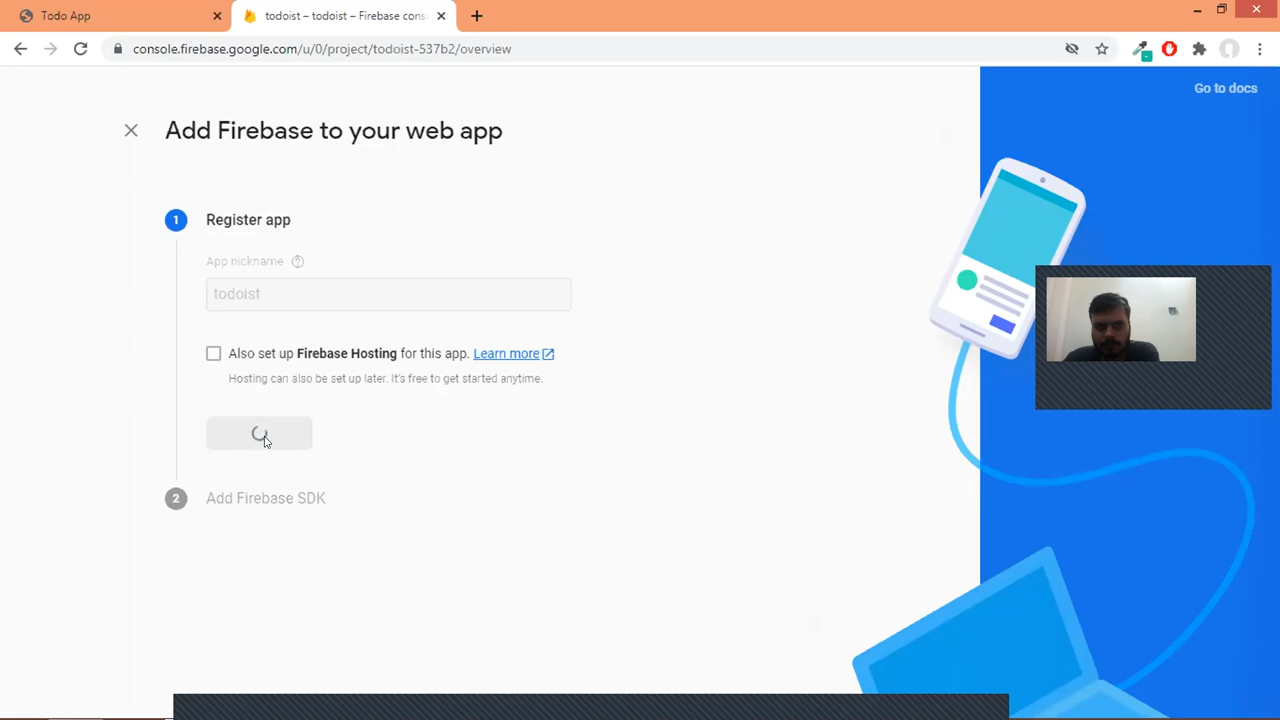 Todo App
todoist – todoist – Firebase cons
console.firebase.google.com/u/0/project/todoist-537b2/overview
Go to docs
Add Firebase to your web app
1 Register app
App nickname
todoist
Also set up Firebase Hosting for this app. Learn more
Hosting can also be set up later. It's free to get started anytime.
2 Add Firebase SDK